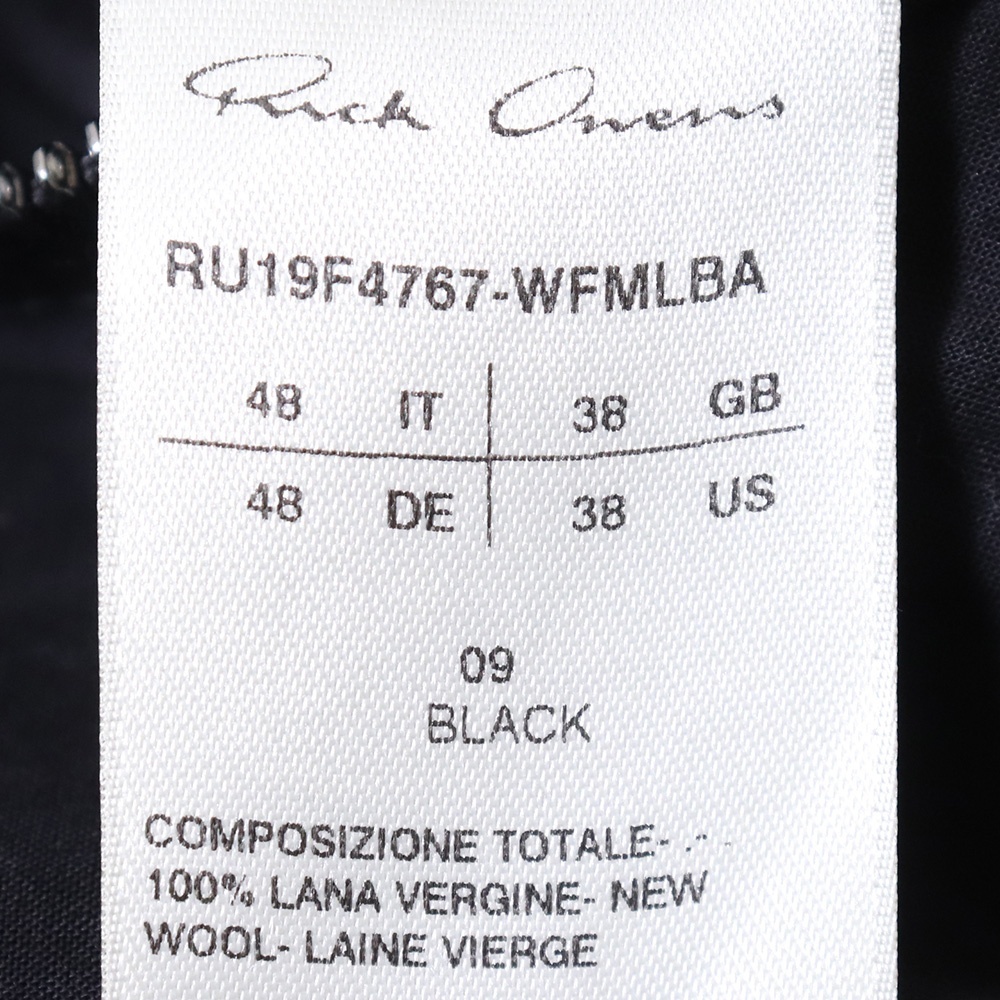 Rick Owens
RU19F4767-WFMLBA
48 IT 38 GB
48 DE 38 US
09
BLACK
COMPOSIZIONE TOTALE-
100% LANA VERGINE- NEW
WOOL- LAINE VIERGE